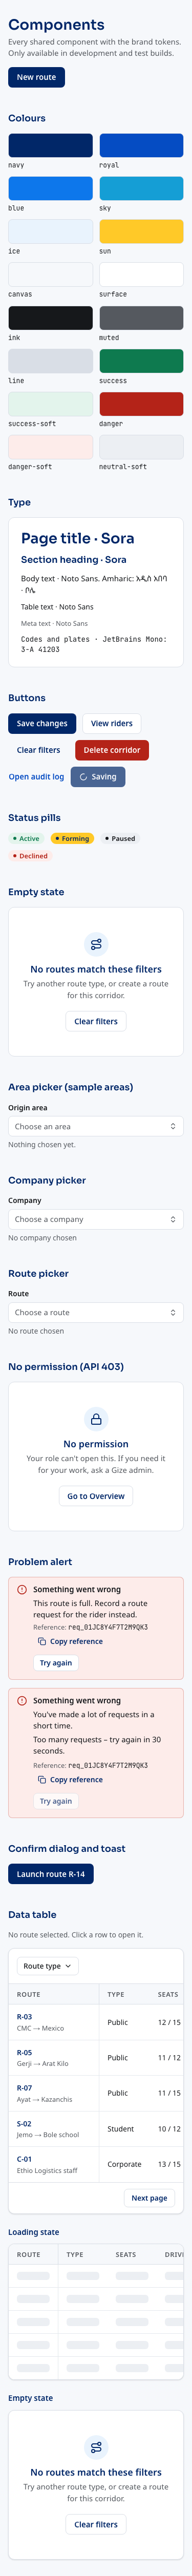 Components
Every shared component with the brand tokens.
Only available in development and test builds.
New route
Colours
navy
royal
blue
sky
ice
sun
canvas
surface
ink
muted
line
success
success-soft
danger
danger-soft
neutral-soft
Type
Page title · Sora
Section heading · Sora
Body text · Noto Sans. Amharic: አዲስ አበባ
· ቦሌ
Table text · Noto Sans
Meta text · Noto Sans
Codes and plates · JetBrains Mono:
3-A 41203
Buttons
Save changes
View riders
Clear filters
Delete corridor
Open audit log
Saving
Status pills
Active
Forming
Paused
Declined
Empty state
No routes match these filters
Try another route type, or create a route
for this corridor.
Clear filters
Area picker (sample areas)
Origin area
Choose an area
Nothing chosen yet.
Company picker
Company
Choose a company
No company chosen
Route picker
Route
Choose a route
No route chosen
No permission (API 403)
No permission
Your role can't open this. If you need it
for your work, ask a Gize admin.
Go to Overview
Problem alert
Something went wrong
This route is full. Record a route
request for the rider instead.
Reference: req_01JC8Y4F7T2M9QK3
Copy reference
Try again
Something went wrong
You've made a lot of requests in a
short time.
Too many requests – try again in 30
seconds.
Reference: req_01JC8Y4F7T2M9QK3
Copy reference
Try again
Confirm dialog and toast
Launch route R-14
Data table
No route selected. Click a row to open it.
Route type
ROUTE TYPE SEATS
R-03
CMC → Mexico
Public 12 / 15
R-05
Gerji → Arat Kilo
Public 11 / 12
R-07
Ayat → Kazanchis
Public 11 / 15
S-02
Jemo → Bole school
Student 10 / 12
C-01
Ethio Logistics staff
Corporate 13 / 15
Next page
Loading state
ROUTE TYPE SEATS
Empty state
No routes match these filters
Try another route type, or create a route
for this corridor.
Clear filters